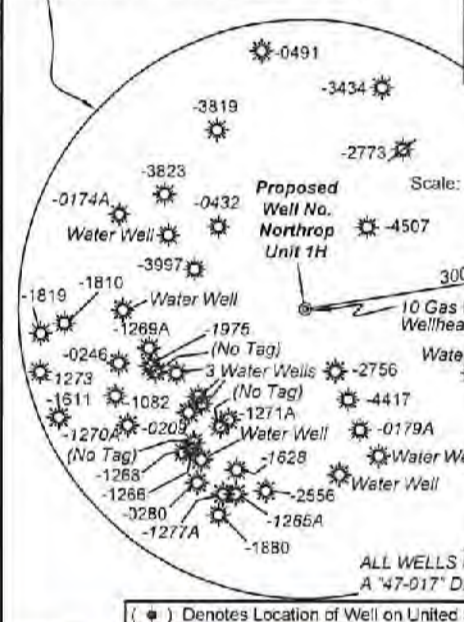 -0491
-3434
-3819
-2773
-3823
Proposed
Well No.
Northrop
Unit 1H
Scale:
-0174A
-0432
Water Well
-4507
-3997
300
-1819
-1810
Water Well
10 Gas
Wellhea
-1269A
-1975
(No Tag)
-0246
3 Water Wells
-2756
Wate
-1273
(No Tag)
-1611
-1082
-1271A
-4417
-1270A
-0209
Water Well
-0179A
(No Tag)
-1268
-1628
Water We
-1266
Water Well
-0280
-2556
-1277A
-1265A
-1880
ALL WELLS
A "47-017" D
( ) Denotes Location of Well on United